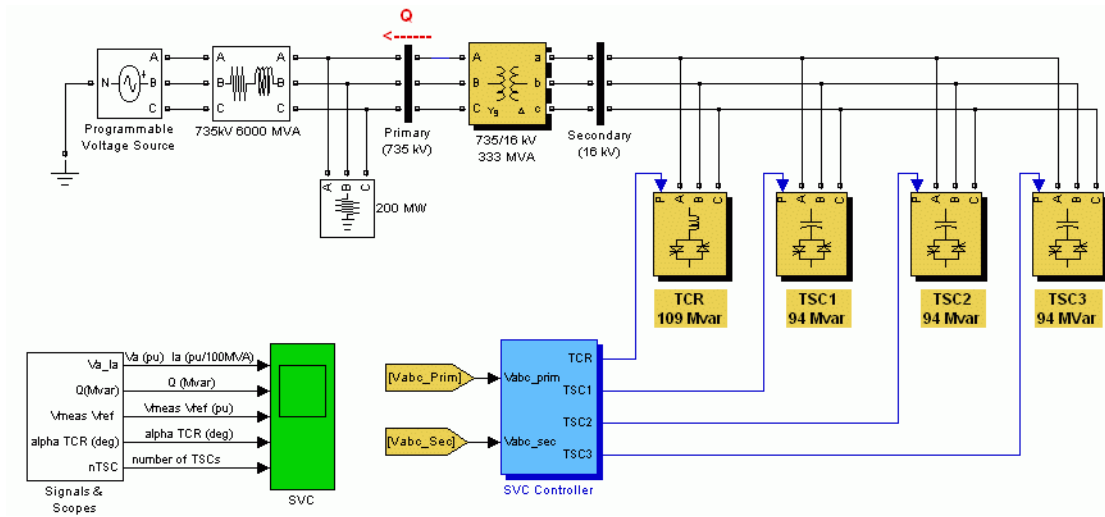 Q
<------
N
A
B
C
Programmable
Voltage Source
A
B
C
A
B
C
735kV 6000 MVA
A
B
C
200 MW
Primary
(735 kV)
A
B
C
Yg
Δ
a
b
c
735/16 kV
333 MVA
Secondary
(16 kV)
P
A
B
C
TCR
109 Mvar
P
A
B
C
TSC1
94 Mvar
P
A
B
C
TSC2
94 Mvar
P
A
B
C
TSC3
94 MVar
Va_Ia
Q(Mvar)
Vmeas Vref
alpha TCR (deg)
nTSC
Signals &
Scopes
Va (pu) Ia (pu/100MVA)
Q (Mvar)
Vmeas Vref (pu)
alpha TCR (deg)
number of TSCs
SVC
[Vabc_Prim]
[Vabc_Sec]
Vabc_prim
Vabc_sec
TCR
TSC1
TSC2
TSC3
SVC Controller